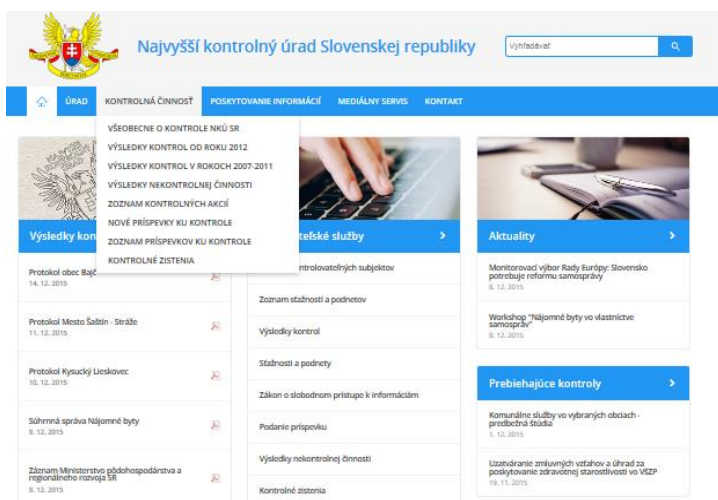 Najvyšší kontrolný úrad Slovenskej republiky
Vyhľadávať
ÚRAD
KONTROLNÁ ČINNOSŤ
POSKYTOVANIE INFORMÁCIÍ
MEDIÁLNY SERVIS
KONTAKT
VŠEOBECNE O KONTROLE NKÚ SR
VÝSLEDKY KONTROL OD ROKU 2012
VÝSLEDKY KONTROL V ROKOCH 2007-2011
VÝSLEDKY NEKONTROLNEJ ČINNOSTI
ZOZNAM KONTROLNÝCH AKCIÍ
NOVÉ PRÍSPEVKY KU KONTROLE
ZOZNAM PRÍSPEVKOV KU KONTROLE
KONTROLNÉ ZISTENIA
Výsledky kon
Protokol obec Bajč
14. 12. 2015
Protokol Mesto Šaštín - Stráže
11. 12. 2015
Protokol Kysucký Lieskovec
10. 12. 2015
Súhrnná správa Nájomné byty
9. 12. 2015
Záznam Ministerstvo pôdohospodárstva a
regionálneho rozvoja SR
9. 12. 2015
teľské služby
ntrolovateľných subjektov
Zoznam sťažností a podnetov
Výsledky kontrol
Sťažnosti a podnety
Zákon o slobodnom prístupe k informáciám
Podanie príspevku
Výsledky nekontrolnej činnosti
Kontrolné zistenia
Aktuality
Monitorovací výbor Rady Európy: Slovensko
potrebuje reformu samosprávy
8. 12. 2015
Workshop "Nájomné byty vo vlastníctve
samospráv"
8. 12. 2015
Prebiehajúce kontroly
Komunálne služby vo vybraných obciach -
predbežná štúdia
1. 12. 2015
Uzatváranie zmluvných vzťahov a úhrad za
poskytovanie zdravotnej starostlivosti vo VšZP
19. 11. 2015